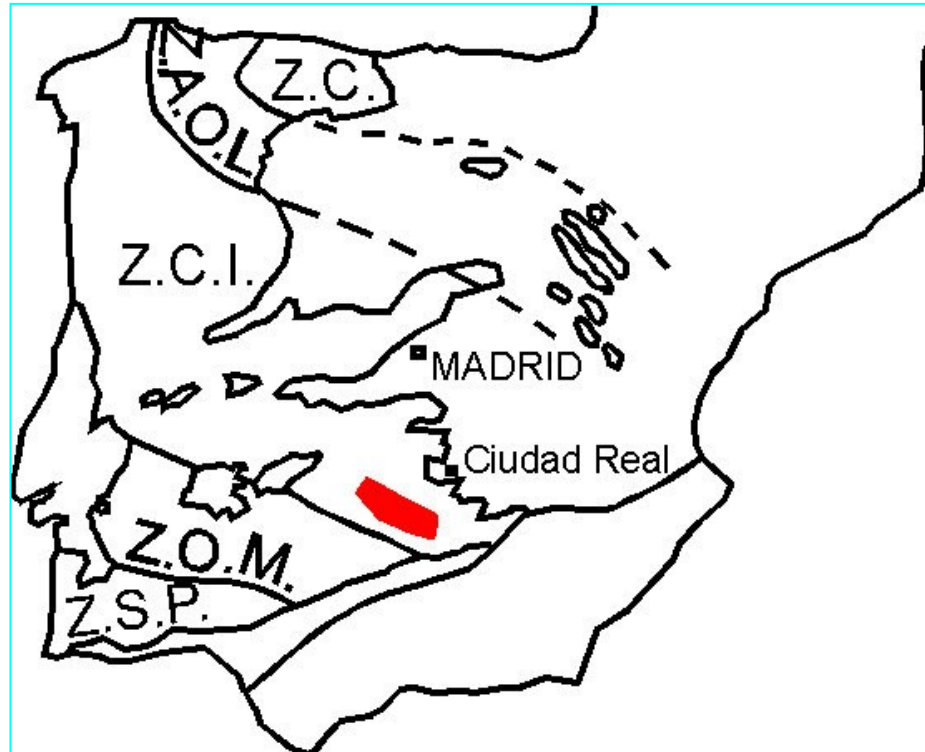 Z.A.O.L.
Z.C.
Z.C.I.
MADRID
Ciudad Real
Z.O.M.
Z.S.P.